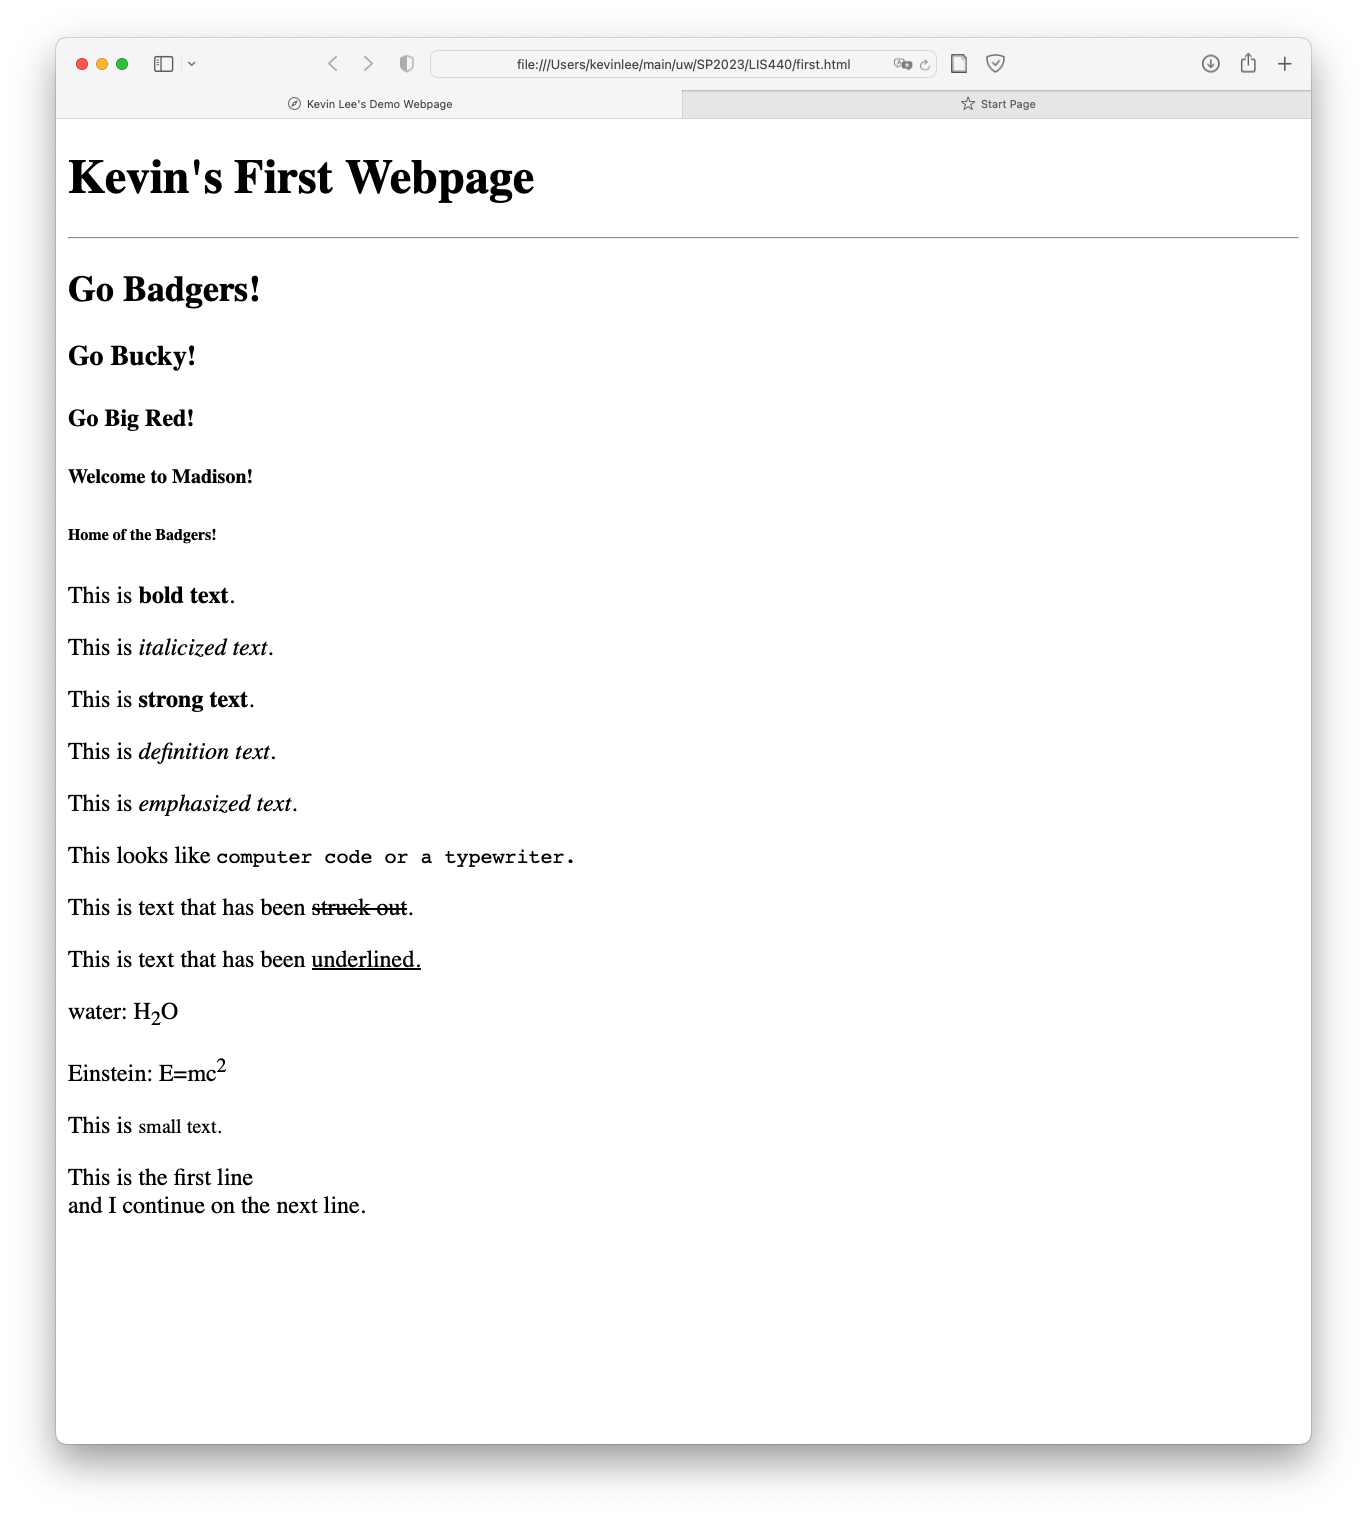 file:///Users/kevinlee/main/uw/SP2023/LIS440/first.html
Kevin Lee's Demo Webpage
Start Page
Kevin's First Webpage
Go Badgers!
Go Bucky!
Go Big Red!
Welcome to Madison!
Home of the Badgers!
This is bold text.
This is italicized text.
This is strong text.
This is definition text.
This is emphasized text.
This looks like computer code or a typewriter.
This is text that has been struck out.
This is text that has been underlined.
water: H₂O
Einstein: E=mc²
This is small text.
This is the first line
and I continue on the next line.